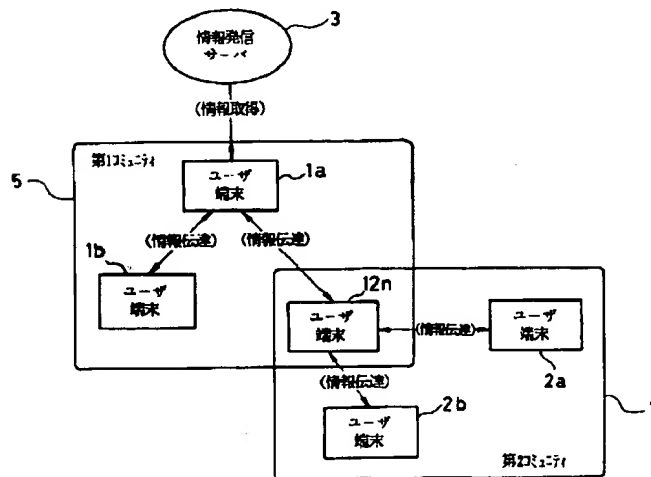 3
情報発信
サーバ
(情報取得)
第1コミュニティ
5
ユーザ
端末
1a
(情報伝達)
(情報伝達)
1b
ユーザ
端末
12n
ユーザ
端末
(情報伝達)
ユーザ
端末
2a
(情報伝達)
2b
ユーザ
端末
第2コミュニティ